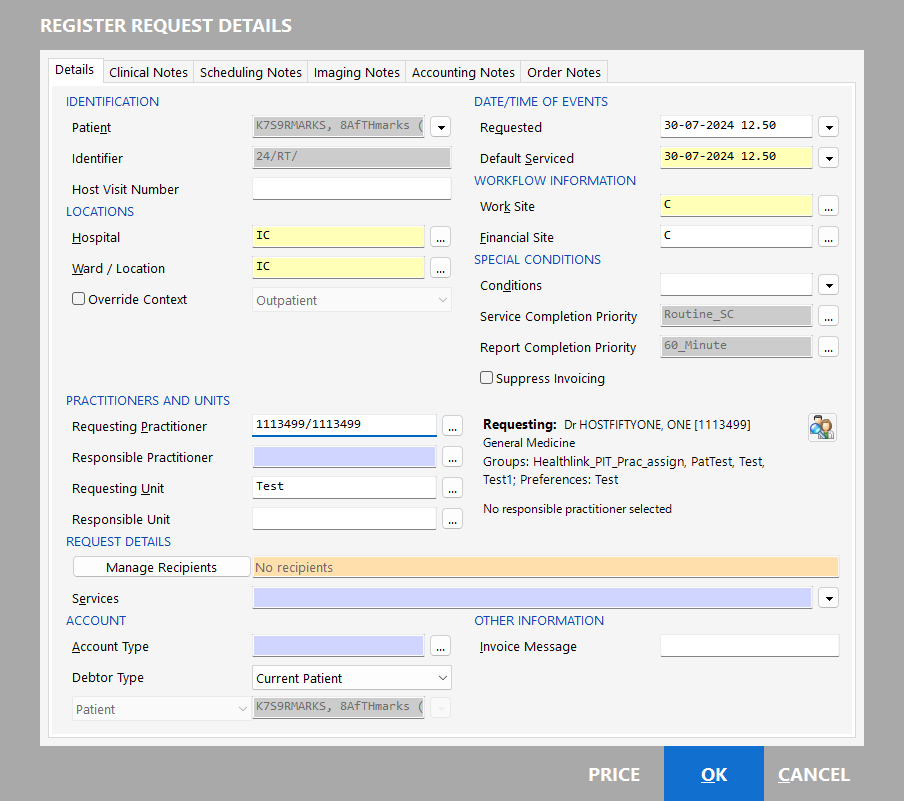 REGISTER REQUEST DETAILS
Details Clinical Notes Scheduling Notes Imaging Notes Accounting Notes Order Notes
IDENTIFICATION
Patient K7S9RMARKS, 8AfTHmarks (
Identifier 24/RT/
Host Visit Number
LOCATIONS
Hospital IC ...
Ward / Location IC ...
Override Context Outpatient
DATE/TIME OF EVENTS
Requested 30-07-2024 12.50
Default Serviced 30-07-2024 12.50
WORKFLOW INFORMATION
Work Site C ...
Financial Site C ...
SPECIAL CONDITIONS
Conditions
Service Completion Priority Routine_SC ...
Report Completion Priority 60_Minute ...
Suppress Invoicing
PRACTITIONERS AND UNITS
Requesting Practitioner 1113499/1113499 ...
Responsible Practitioner ...
Requesting Unit Test ...
Responsible Unit ...
Requesting: Dr HOSTFIFTYONE, ONE [1113499]
General Medicine
Groups: Healthlink_PIT_Prac_assign, PatTest, Test,
Test1; Preferences: Test
No responsible practitioner selected
REQUEST DETAILS
Manage Recipients No recipients
Services
ACCOUNT
Account Type ...
Debtor Type Current Patient
Patient K7S9RMARKS, 8AfTHmarks (
OTHER INFORMATION
Invoice Message
PRICE OK CANCEL